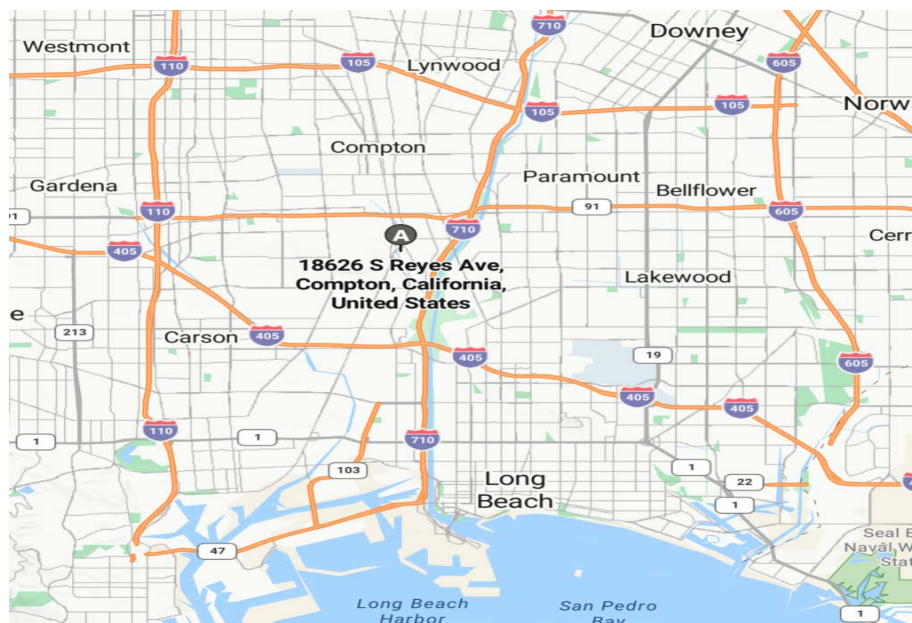 710
Downey
Westmont
110
105
Lynwood
605
105
105
Norw
Compton
Paramount
Bellflower
Gardena
91
110
91
605
710
A
405
Cerr
18626 S Reyes Ave,
Compton, California,
United States
Lakewood
e
213
Carson
405
405
19
605
405
405
1
110
1
710
103
1
22
Long
Beach
1
47
Seal B
Naval W
Stat
Long Beach
Harbor
San Pedro
Bay
1